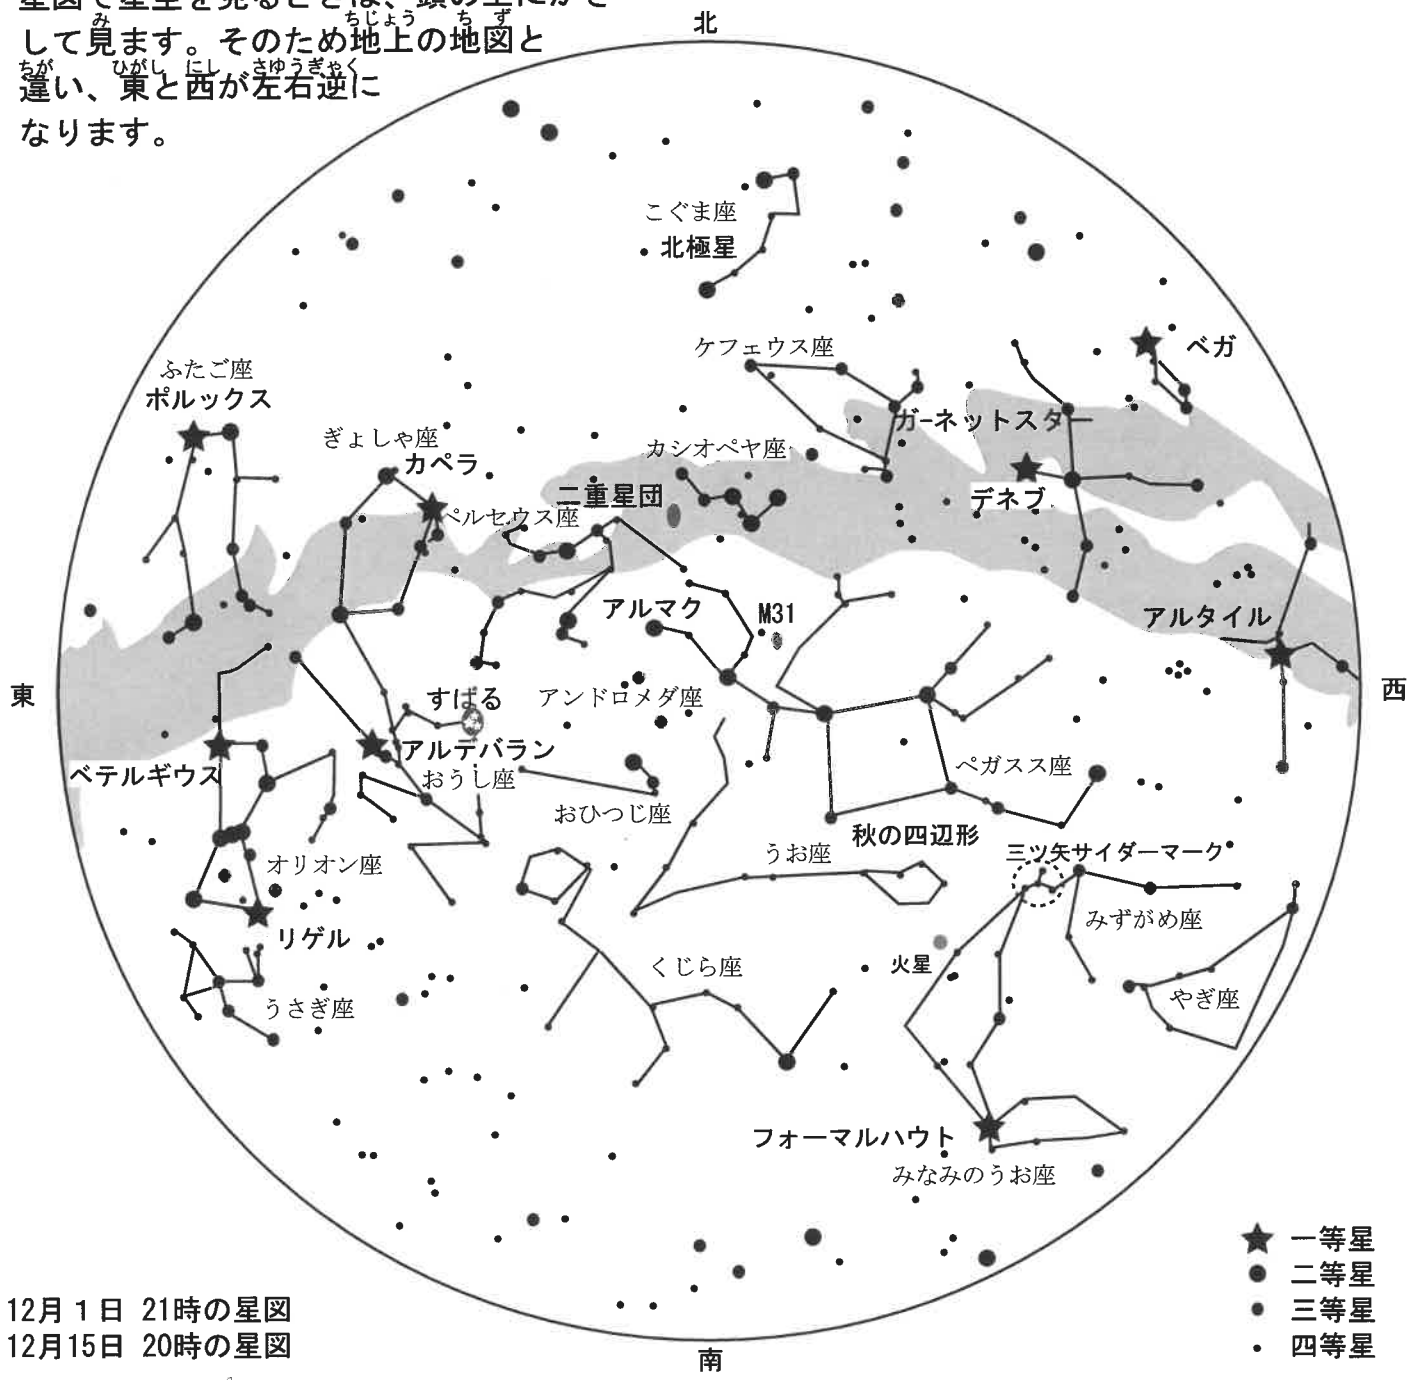 して見ます。そのため地上の地図と
違い、東と西が左右逆に
なります。
北
こぐま座
北極星
ケフェウス座
ベガ
ふたご座
ポルックス
ぎょしゃ座
カペラ
カシオペヤ座
ガーネットスター
二重星団
ペルセウス座
デネブ
アルマク
M31
アルタイル
東
西
すばる
アンドロメダ座
アルデバラン
おうし座
ベテルギウス
ペガスス座
おひつじ座
秋の四辺形
うお座
三ツ矢サイダーマーク
オリオン座
みずがめ座
リゲル
くじら座
火星
やぎ座
うさぎ座
フォーマルハウト
みなみのうお座
一等星
二等星
三等星
四等星
12月1日 21時の星図
12月15日 20時の星図
南